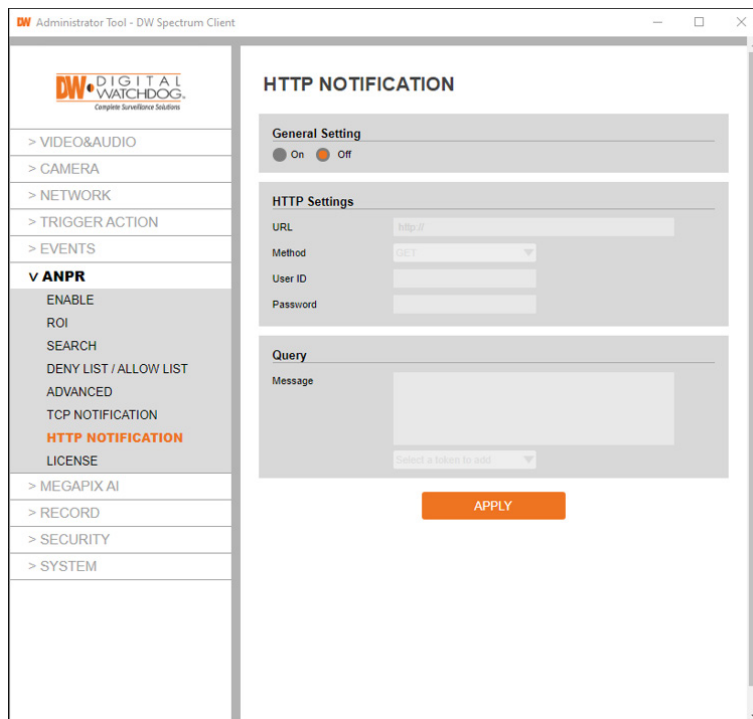 DW Administrator Tool - DW Spectrum Client
DW DIGITAL
WATCHDOG.
Complete Surveillance Solutions
> VIDEO&AUDIO
> CAMERA
> NETWORK
> TRIGGER ACTION
> EVENTS
V ANPR
ENABLE
ROI
SEARCH
DENY LIST / ALLOW LIST
ADVANCED
TCP NOTIFICATION
HTTP NOTIFICATION
LICENSE
> MEGAPIX AI
> RECORD
> SECURITY
> SYSTEM
HTTP NOTIFICATION
General Setting
On Off
HTTP Settings
URL http://
Method GET
User ID
Password
Query
Message
Select a token to add
APPLY